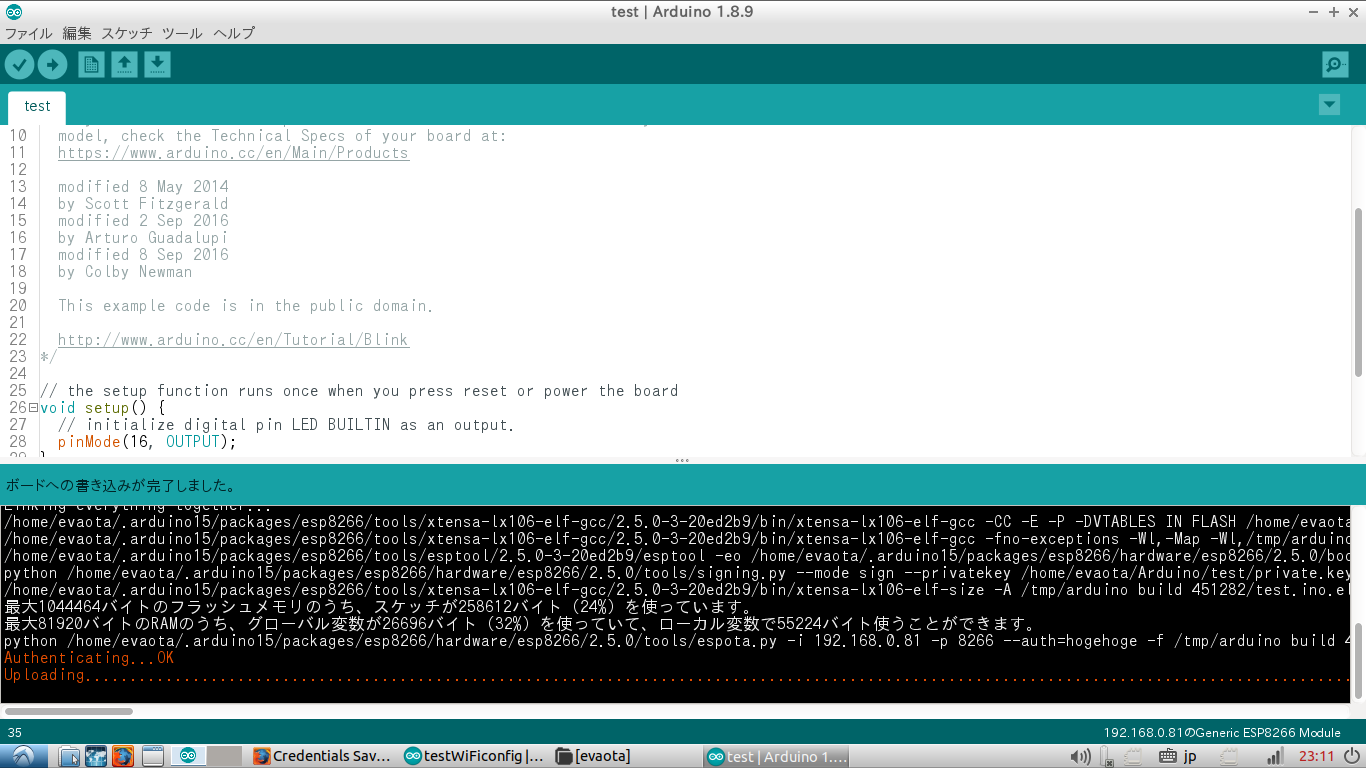 test | Arduino 1.8.9
ファイル 編集 スケッチ ツール ヘルプ
test
10 model, check the Technical Specs of your board at:
11 https://www.arduino.cc/en/Main/Products
12
13 modified 8 May 2014
14 by Scott Fitzgerald
15 modified 2 Sep 2016
16 by Arturo Guadalupi
17 modified 8 Sep 2016
18 by Colby Newman
19
20 This example code is in the public domain.
21
22 http://www.arduino.cc/en/Tutorial/Blink
23 */
24
25 // the setup function runs once when you press reset or power the board
26 void setup() {
27 // initialize digital pin LED BUILTIN as an output.
28 pinMode(16, OUTPUT);
29 }
ボードへの書き込みが完了しました。
Linking everything together...
/home/evaota/.arduino15/packages/esp8266/tools/xtensa-lx106-elf-gcc/2.5.0-3-20ed2b9/bin/xtensa-lx106-elf-gcc -CC -E -P -DVTABLES IN FLASH /home/evaota
/home/evaota/.arduino15/packages/esp8266/tools/xtensa-lx106-elf-gcc/2.5.0-3-20ed2b9/bin/xtensa-lx106-elf-gcc -fno-exceptions -Wl,-Map -Wl,/tmp/arduino
/home/evaota/.arduino15/packages/esp8266/tools/esptool/2.5.0-3-20ed2b9/esptool -eo /home/evaota/.arduino15/packages/esp8266/hardware/esp8266/2.5.0/boo
python /home/evaota/.arduino15/packages/esp8266/hardware/esp8266/2.5.0/tools/signing.py --mode sign --privatekey /home/evaota/Arduino/test/private.key
/home/evaota/.arduino15/packages/esp8266/tools/xtensa-lx106-elf-gcc/2.5.0-3-20ed2b9/bin/xtensa-lx106-elf-size -A /tmp/arduino build 451282/test.ino.el
最大1044464バイトのフラッシュメモリのうち、スケッチが258612バイト（24%）を使っています。
最大81920バイトのRAMのうち、グローバル変数が26696バイト（32%）を使っていて、ローカル変数で55224バイト使うことができます。
python /home/evaota/.arduino15/packages/esp8266/hardware/esp8266/2.5.0/tools/espota.py -i 192.168.0.81 -p 8266 --auth=hogehoge -f /tmp/arduino build 4
Authenticating...OK
Uploading......................................................................................................................................................
35 192.168.0.81のGeneric ESP8266 Module
Credentials Sav... testWiFiconfig |... [evaota] test | Arduino 1.... jp 23:11